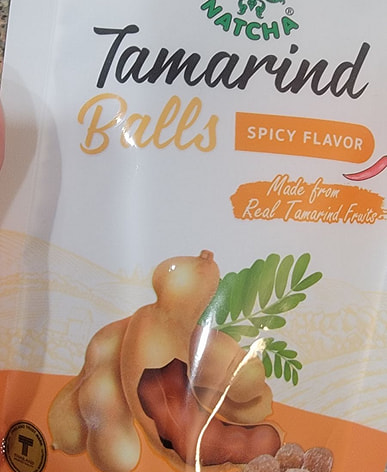 NATCHA®
Tamarind
Balls
SPICY FLAVOR
Made from
Real Tamarind Fruits
T